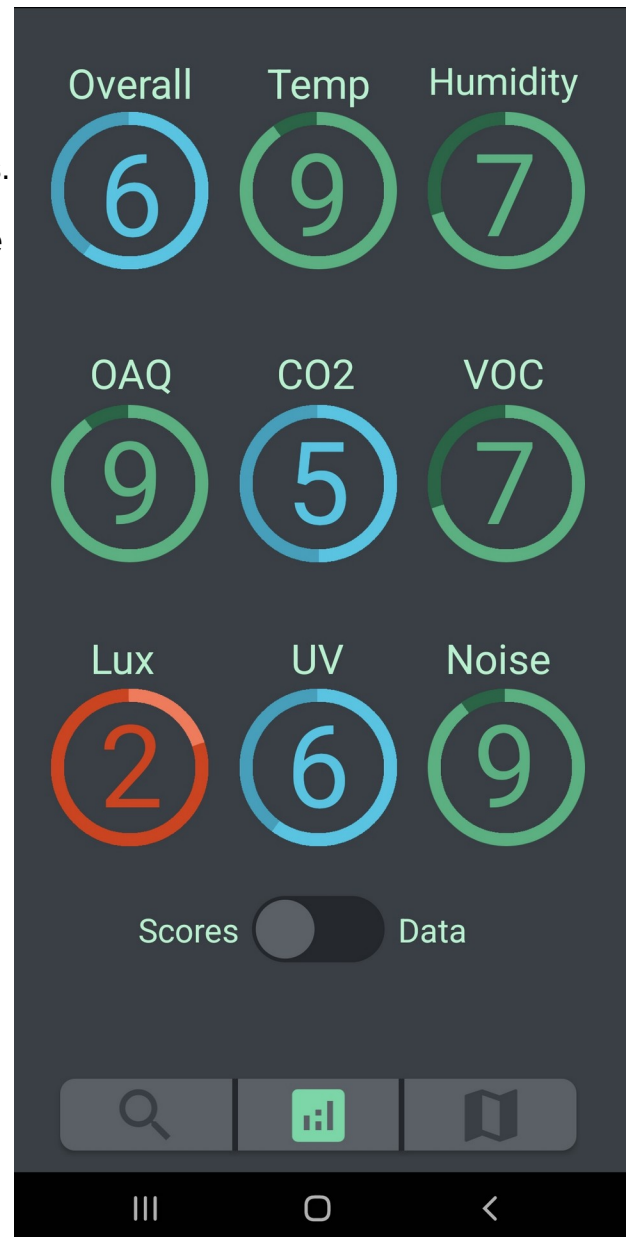 Overall Temp Humidity
6 9 7
OAQ CO2 VOC
9 5 7
Lux UV Noise
2 6 9
Scores Data